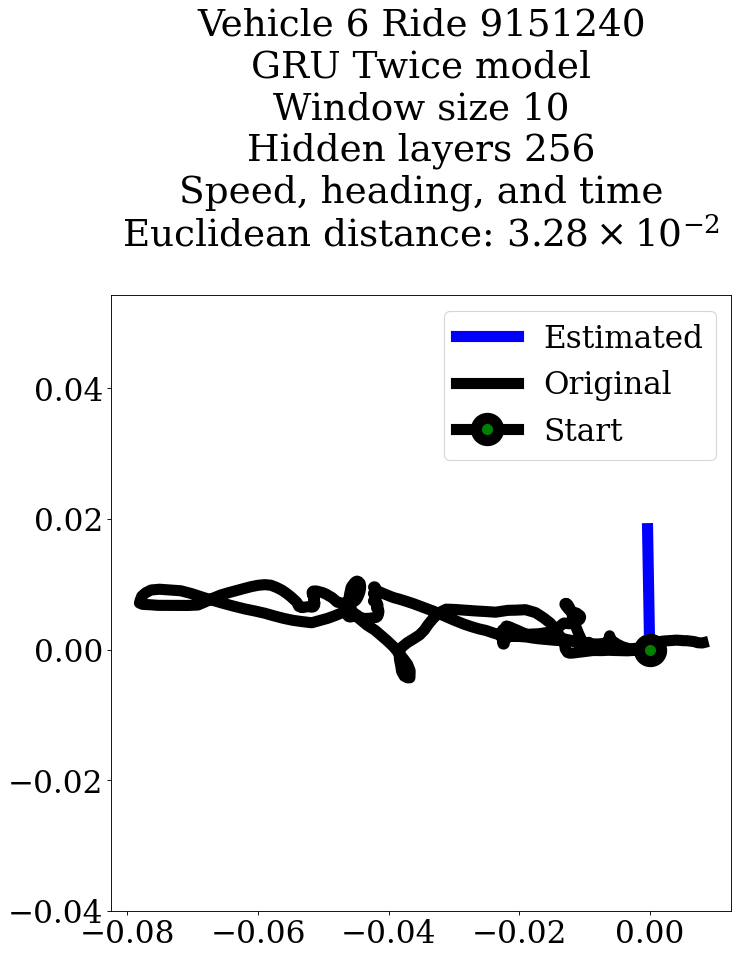 Vehicle 6 Ride 9151240
GRU Twice model
Window size 10
Hidden layers 256
Speed, heading, and time
Euclidean distance: 3.28 × 10⁻²
Estimated
Original
Start
0.04
0.02
0.00
−0.02
−0.04
−0.08 −0.06 −0.04 −0.02 0.00